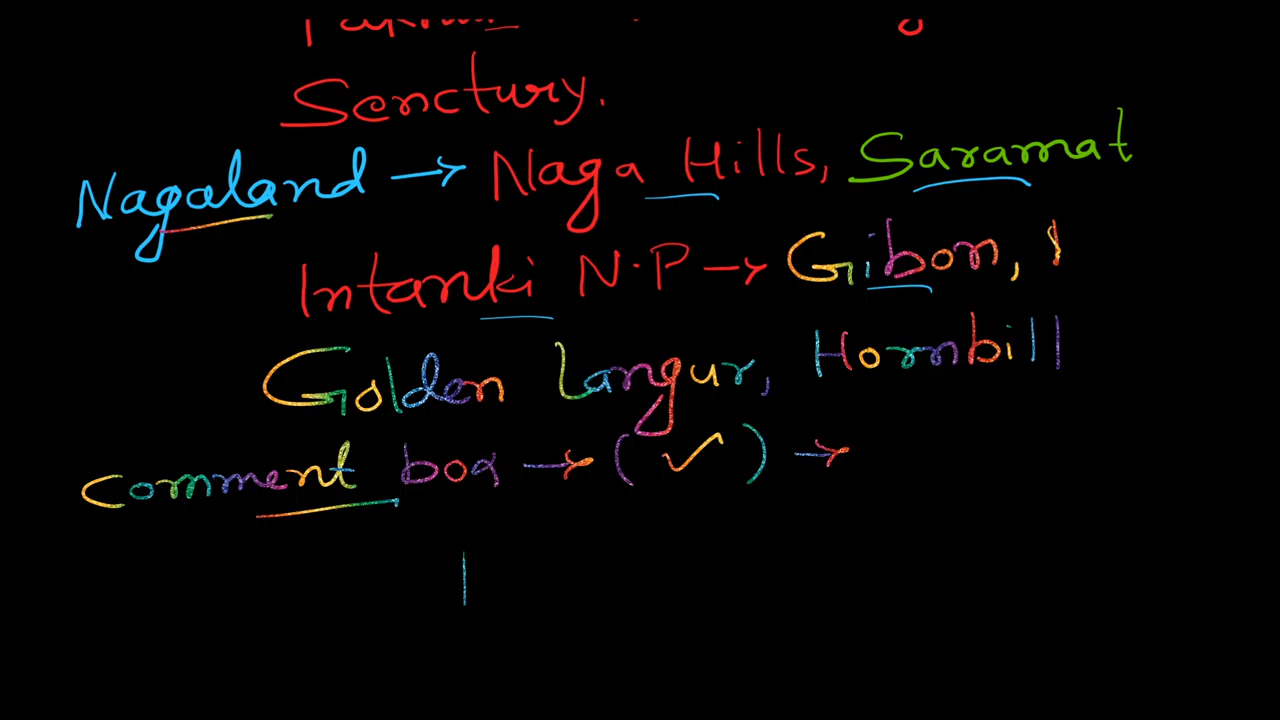 Senctury.
Nagaland → Naga Hills, Saramat
Intanki N.P → Gibon,
Golden Langur, Hornbill
Comment box → (✓) →